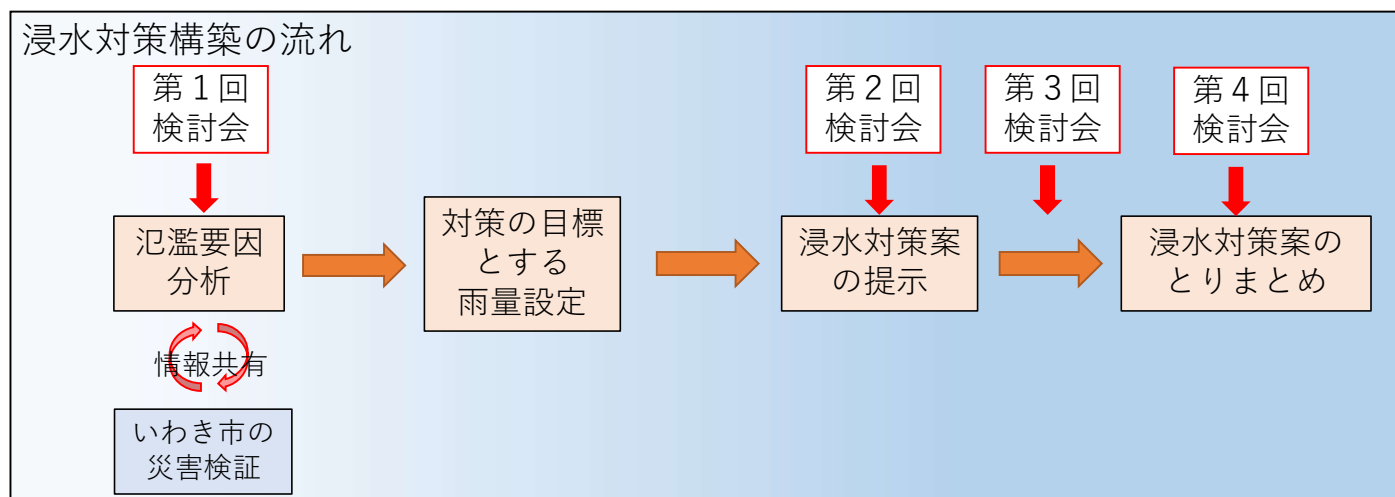 浸水対策構築の流れ
第１回
検討会
第２回
検討会
第３回
検討会
第４回
検討会
氾濫要因
分析
対策の目標
とする
雨量設定
浸水対策案
の提示
浸水対策案の
とりまとめ
情報共有
いわき市の
災害検証